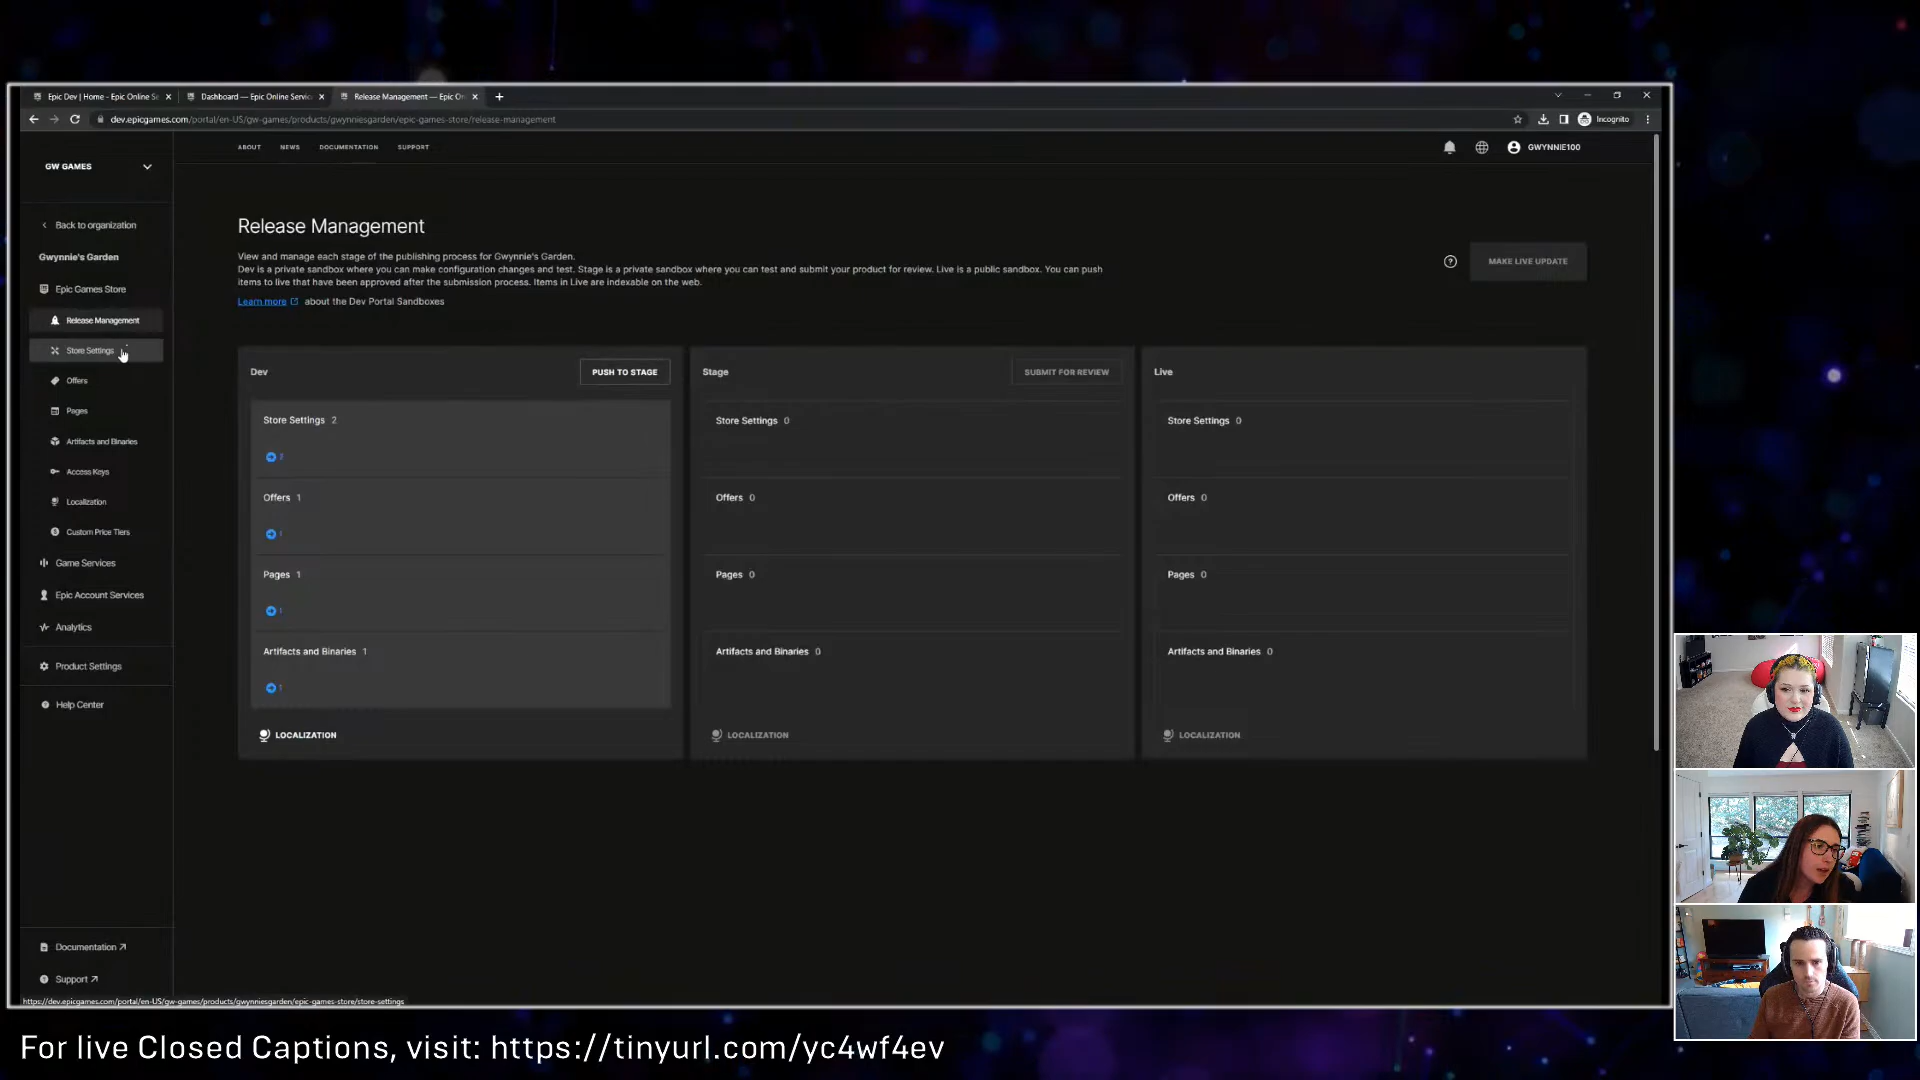 Epic Dev | Home - Epic Online Se
Dashboard — Epic Online Servic
Release Management — Epic On
dev.epicgames.com/portal/en-US/gw-games/products/gwynniesgarden/epic-games-store/release-management
Incognito
GW GAMES
ABOUT
NEWS
DOCUMENTATION
SUPPORT
GWYNNIE100
Back to organization
Gwynnie's Garden
Epic Games Store
Release Management
Store Settings
Offers
Pages
Artifacts and Binaries
Access Keys
Localization
Custom Price Tiers
Game Services
Epic Account Services
Analytics
Product Settings
Help Center
Documentation
Support
Release Management
View and manage each stage of the publishing process for Gwynnie's Garden.
Dev is a private sandbox where you can make configuration changes and test. Stage is a private sandbox where you can test and submit your product for review. Live is a public sandbox. You can push
items to live that have been approved after the submission process. Items in Live are indexable on the web.
Learn more about the Dev Portal Sandboxes
MAKE LIVE UPDATE
Dev
PUSH TO STAGE
Store Settings 2
2
Offers 1
1
Pages 1
1
Artifacts and Binaries 1
1
LOCALIZATION
Stage
SUBMIT FOR REVIEW
Store Settings 0
Offers 0
Pages 0
Artifacts and Binaries 0
LOCALIZATION
Live
Store Settings 0
Offers 0
Pages 0
Artifacts and Binaries 0
LOCALIZATION
https://dev.epicgames.com/portal/en-US/gw-games/products/gwynniesgarden/epic-games-store/store-settings
For live Closed Captions, visit: https://tinyurl.com/yc4wf4ev